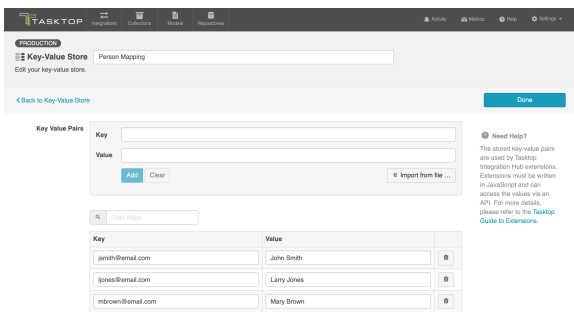 TASKTOP
Integrations
Collections
Models
Repositories
Activity
Metrics
Help
Settings
PRODUCTION
Key-Value Store
Person Mapping
Edit your key-value store.
Back to Key-Value Store
Done
Key Value Pairs
Key
Value
Add
Clear
Import from file ...
Need Help?
The stored key-value pairs
are used by Tasktop
Integration Hub extensions.
Extensions must be written
in JavaScript and can
access the values via an
API. For more details,
please refer to the Tasktop
Guide to Extensions.
Filter Keys
Key
Value
jsmith@email.com
John Smith
ljones@email.com
Larry Jones
mbrown@email.com
Mary Brown